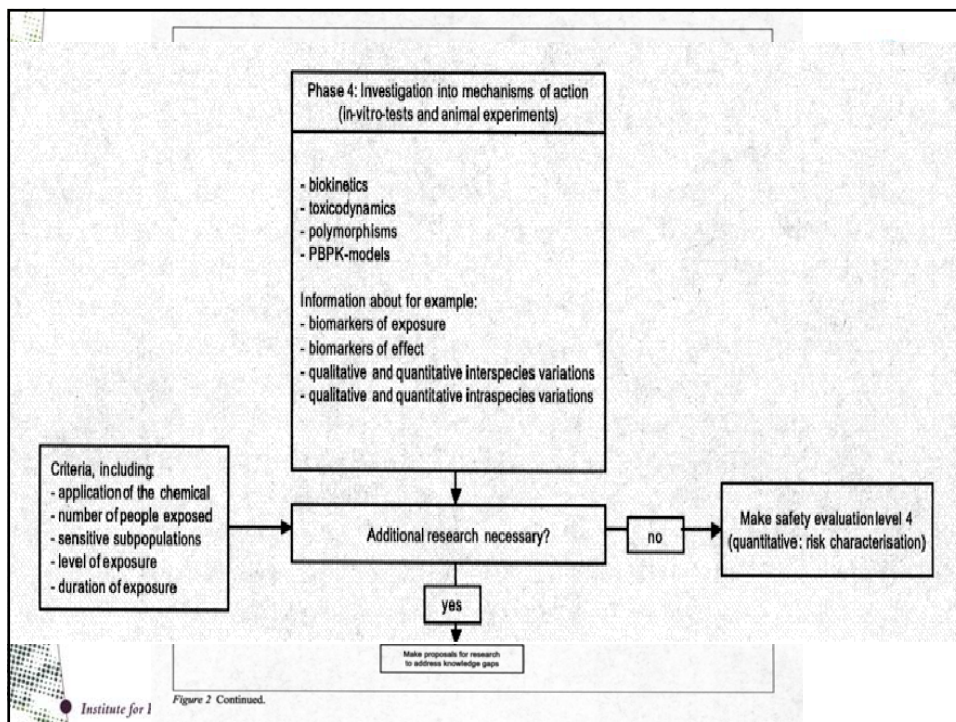 Phase 4: Investigation into mechanisms of action
(in-vitro-tests and animal experiments)
- biokinetics
- toxicodynamics
- polymorphisms
- PBPK-models
Information about for example:
- biomarkers of exposure
- biomarkers of effect
- qualitative and quantitative interspecies variations
- qualitative and quantitative intraspecies variations
Criteria, including:
- application of the chemical
- number of people exposed
- sensitive subpopulations
- level of exposure
- duration of exposure
Additional research necessary?
no
Make safety evaluation level 4
(quantitative: risk characterisation)
yes
Make proposals for research
to address knowledge gaps
Figure 2 Continued.
Institute for